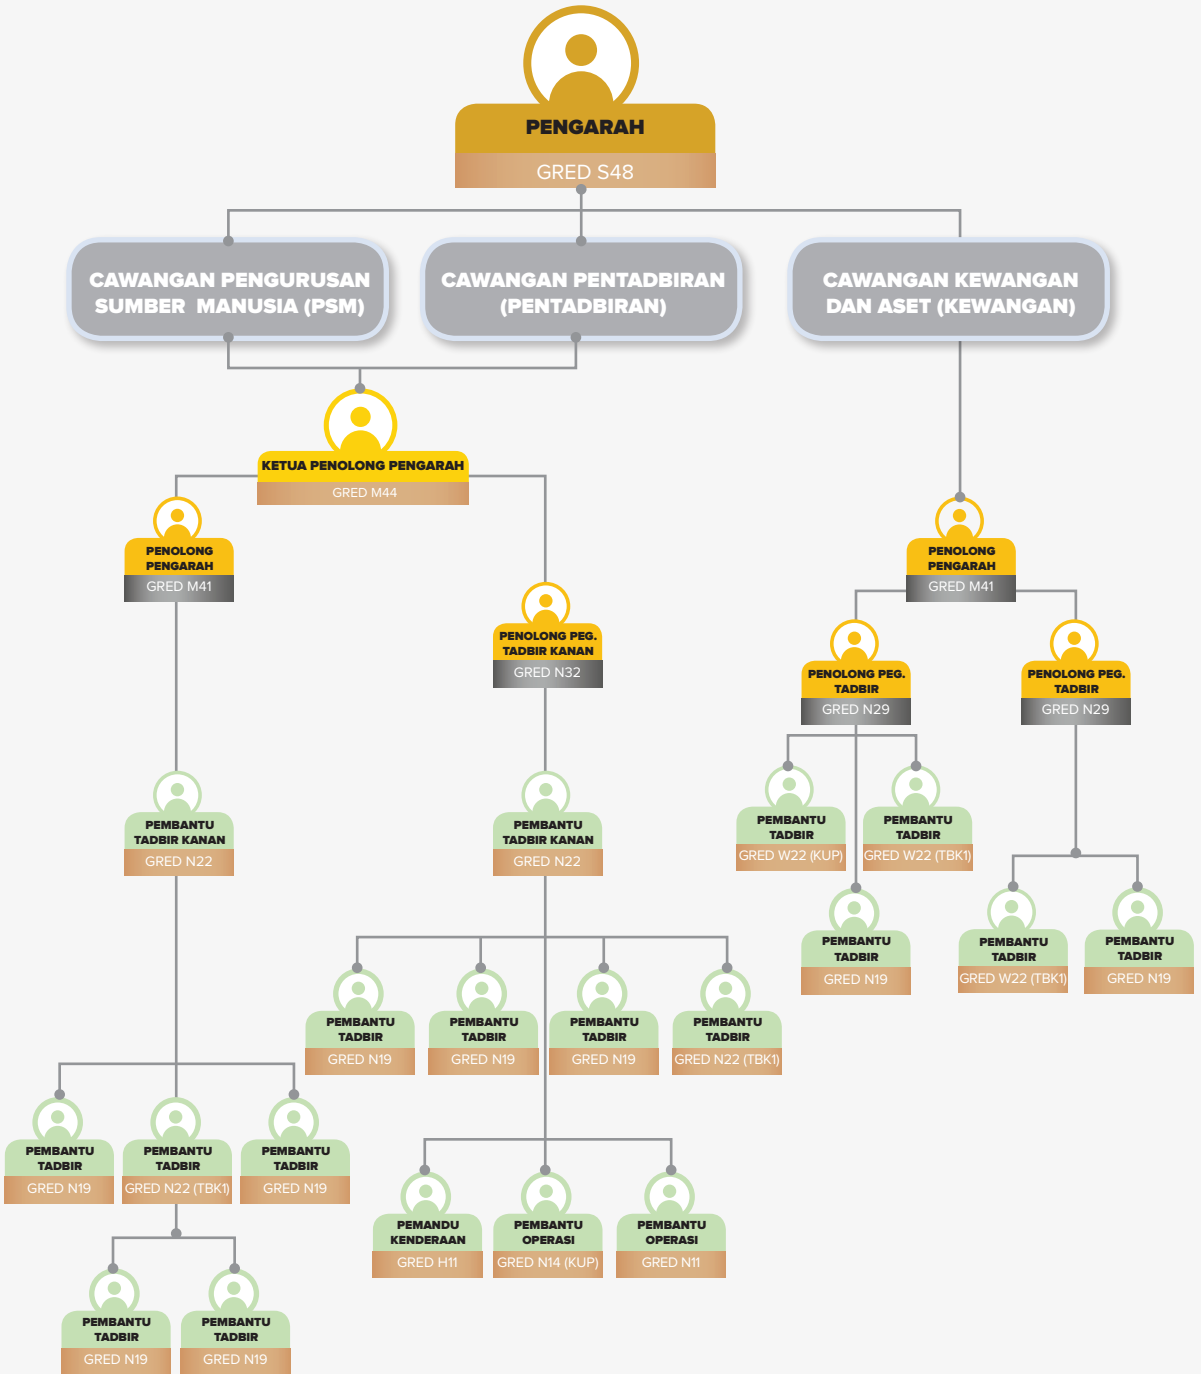 PENGARAH
GRED S48
CAWANGAN PENGURUSAN
SUMBER MANUSIA (PSM)
CAWANGAN PENTADBIRAN
(PENTADBIRAN)
CAWANGAN KEWANGAN
DAN ASET (KEWANGAN)
KETUA PENOLONG PENGARAH
GRED M44
PENOLONG
PENGARAH
GRED M41
PENOLONG PEG.
TADBIR KANAN
GRED N32
PENOLONG
PENGARAH
GRED M41
PENOLONG PEG.
TADBIR
GRED N29
PENOLONG PEG.
TADBIR
GRED N29
PEMBANTU
TADBIR KANAN
GRED N22
PEMBANTU
TADBIR KANAN
GRED N22
PEMBANTU
TADBIR
GRED W22 (KUP)
PEMBANTU
TADBIR
GRED W22 (TBK1)
PEMBANTU
TADBIR
GRED N19
PEMBANTU
TADBIR
GRED W22 (TBK1)
PEMBANTU
TADBIR
GRED N19
PEMBANTU
TADBIR
GRED N19
PEMBANTU
TADBIR
GRED N19
PEMBANTU
TADBIR
GRED N19
PEMBANTU
TADBIR
GRED N22 (TBK1)
PEMBANTU
TADBIR
GRED N19
PEMBANTU
TADBIR
GRED N22 (TBK1)
PEMBANTU
TADBIR
GRED N19
PEMANDU
KENDERAAN
GRED H11
PEMBANTU
OPERASI
GRED N14 (KUP)
PEMBANTU
OPERASI
GRED N11
PEMBANTU
TADBIR
GRED N19
PEMBANTU
TADBIR
GRED N19